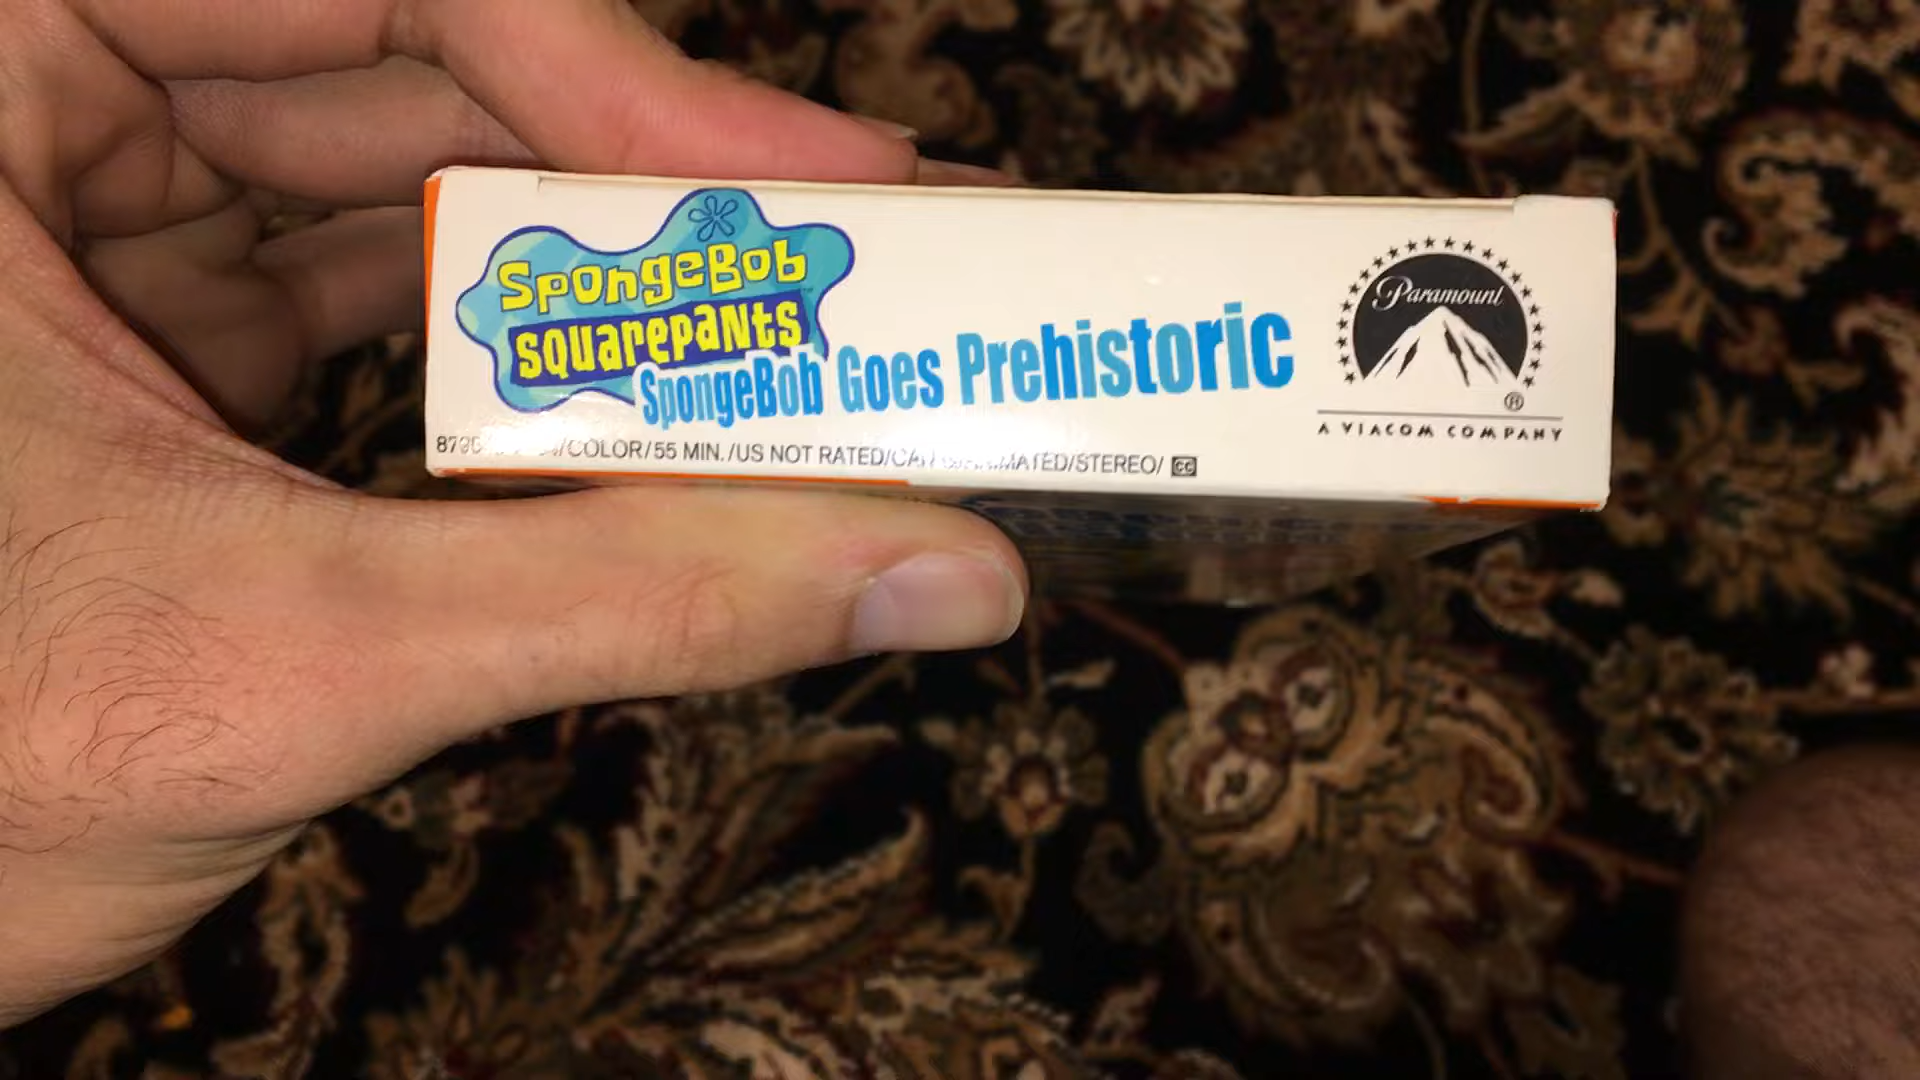 SpongeBob
squarepants
SpongeBob Goes Prehistoric
Paramount
®
A VIACOM COMPANY
/COLOR/55 MIN./US NOT RATED/ /STEREO/ CC